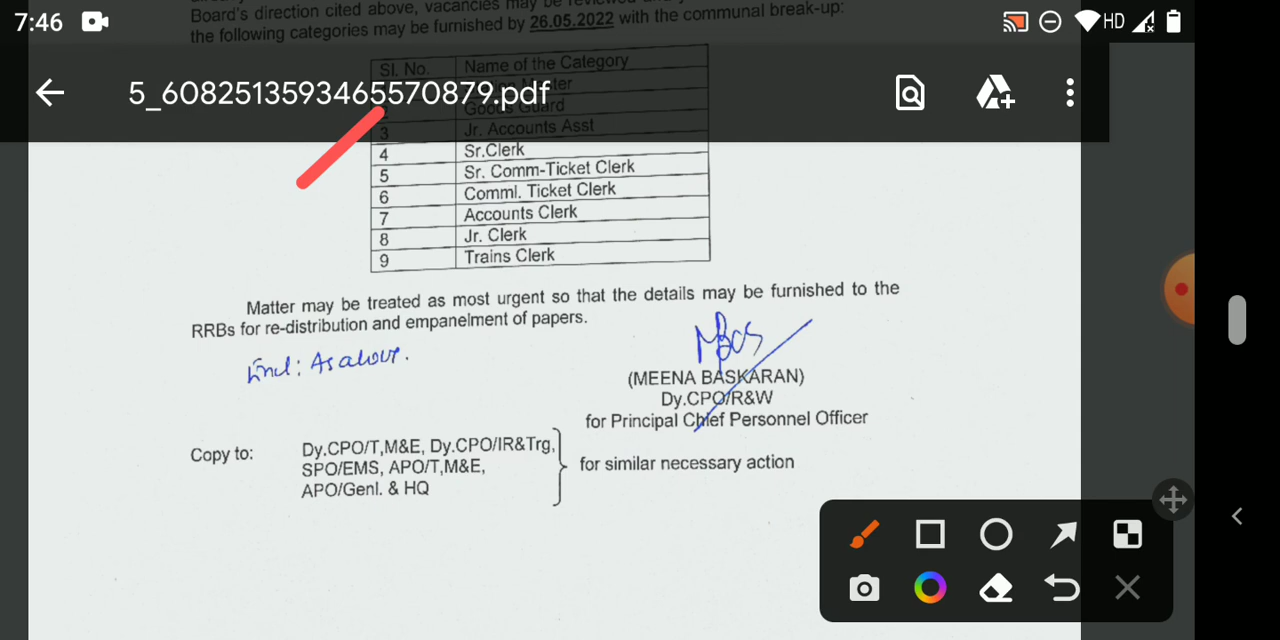 7:46
HD
Board's direction cited above, vacancies may be reviewed and
the following categories may be furnished by 26.05.2022 with the communal break-up:
5_6082513593465570879.pdf
Sl. No. Name of the Category
2 Goods Guard
3 Jr. Accounts Asst
4 Sr.Clerk
5 Sr. Comm-Ticket Clerk
6 Comml. Ticket Clerk
7 Accounts Clerk
8 Jr. Clerk
9 Trains Clerk
Matter may be treated as most urgent so that the details may be furnished to the
RRBs for re-distribution and empanelment of papers.
Encl: As above.
(MEENA BASKARAN)
Dy.CPO/R&W
for Principal Chief Personnel Officer
Copy to: Dy.CPO/T,M&E, Dy.CPO/IR&Trg,
SPO/EMS, APO/T,M&E,
APO/Genl. & HQ
for similar necessary action